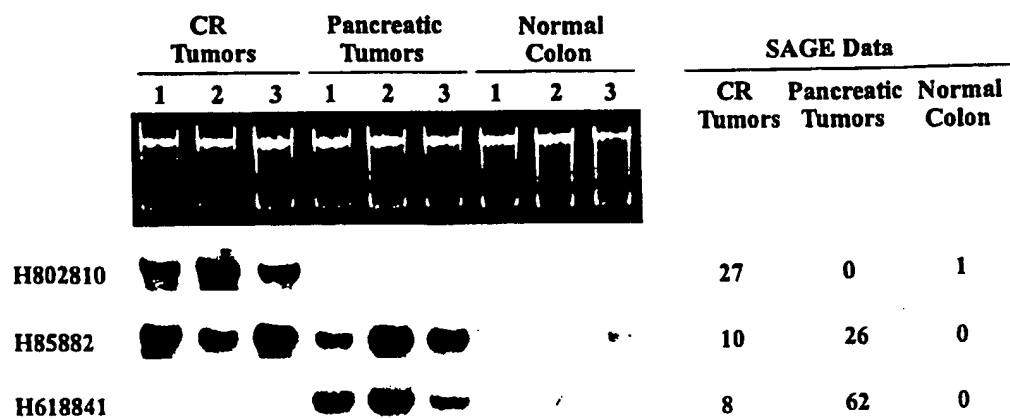 CR Tumors Pancreatic Tumors Normal Colon SAGE Data
1 2 3 1 2 3 1 2 3 CR Tumors Pancreatic Tumors Normal Colon
H802810 27 0 1
H85882 10 26 0
H618841 8 62 0